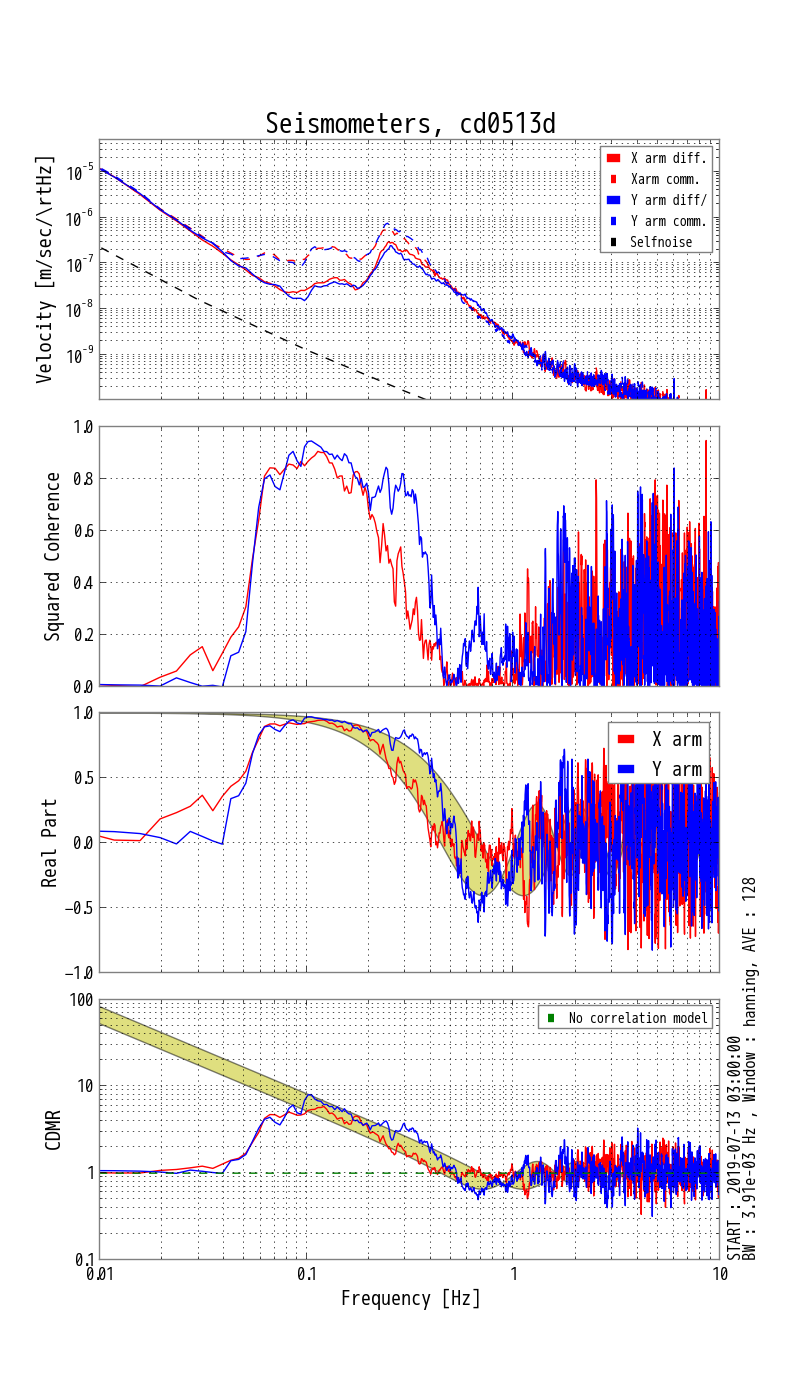 Seismometers, cd0513d
Velocity [m/sec/\rtHz]
10^-5
10^-6
10^-7
10^-8
10^-9
X arm diff.
Xarm comm.
Y arm diff/
Y arm comm.
Selfnoise
Squared Coherence
1.0
0.8
0.6
0.4
0.2
0.0
Real Part
1.0
0.5
0.0
−0.5
−1.0
X arm
Y arm
CDMR
100
10
1
0.1
No correlation model
0.01
0.1
1
10
Frequency [Hz]
START : 2019-07-13 03:00:00
BW : 3.91e-03 Hz , Window : hanning, AVE : 128